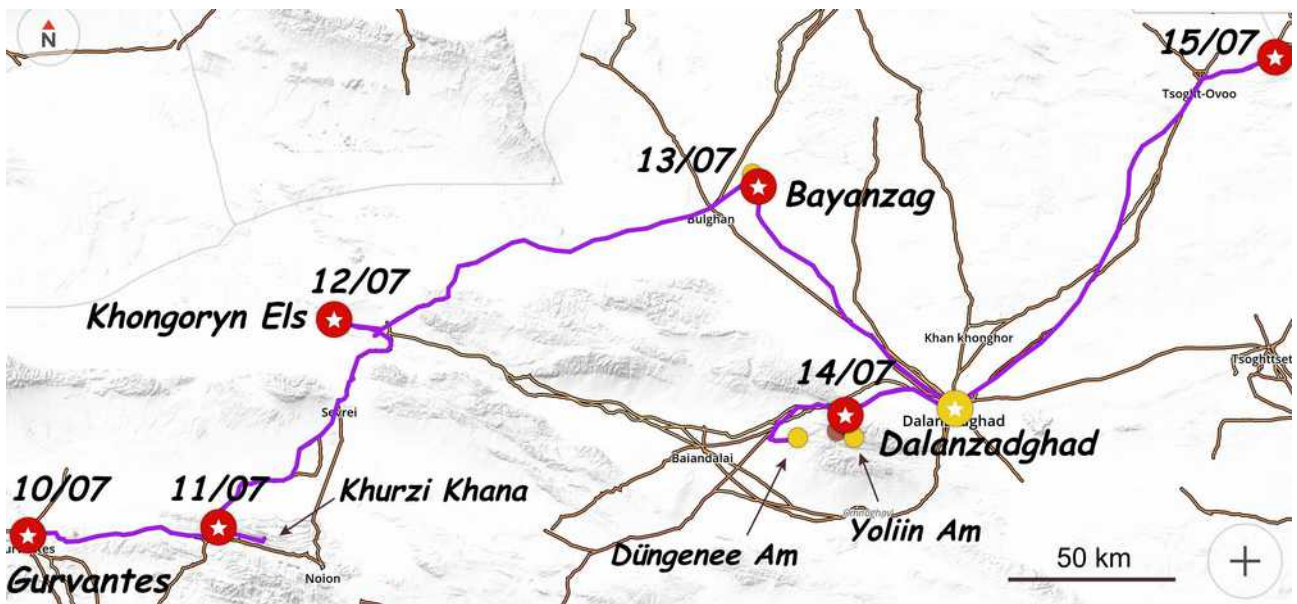 N
15/07
Tsoght-Ovoo
13/07
Bayanzag
Bulghan
12/07
Khongoryn Els
Khan khonghor
Tsoghttset
14/07
Dalanzadghad
Dalanzadghad
Sevrei
Baiandalai
10/07
11/07
Khurzi Khana
Yoliin Am
Düngenee Am
50 km
Gurvantes
Noion